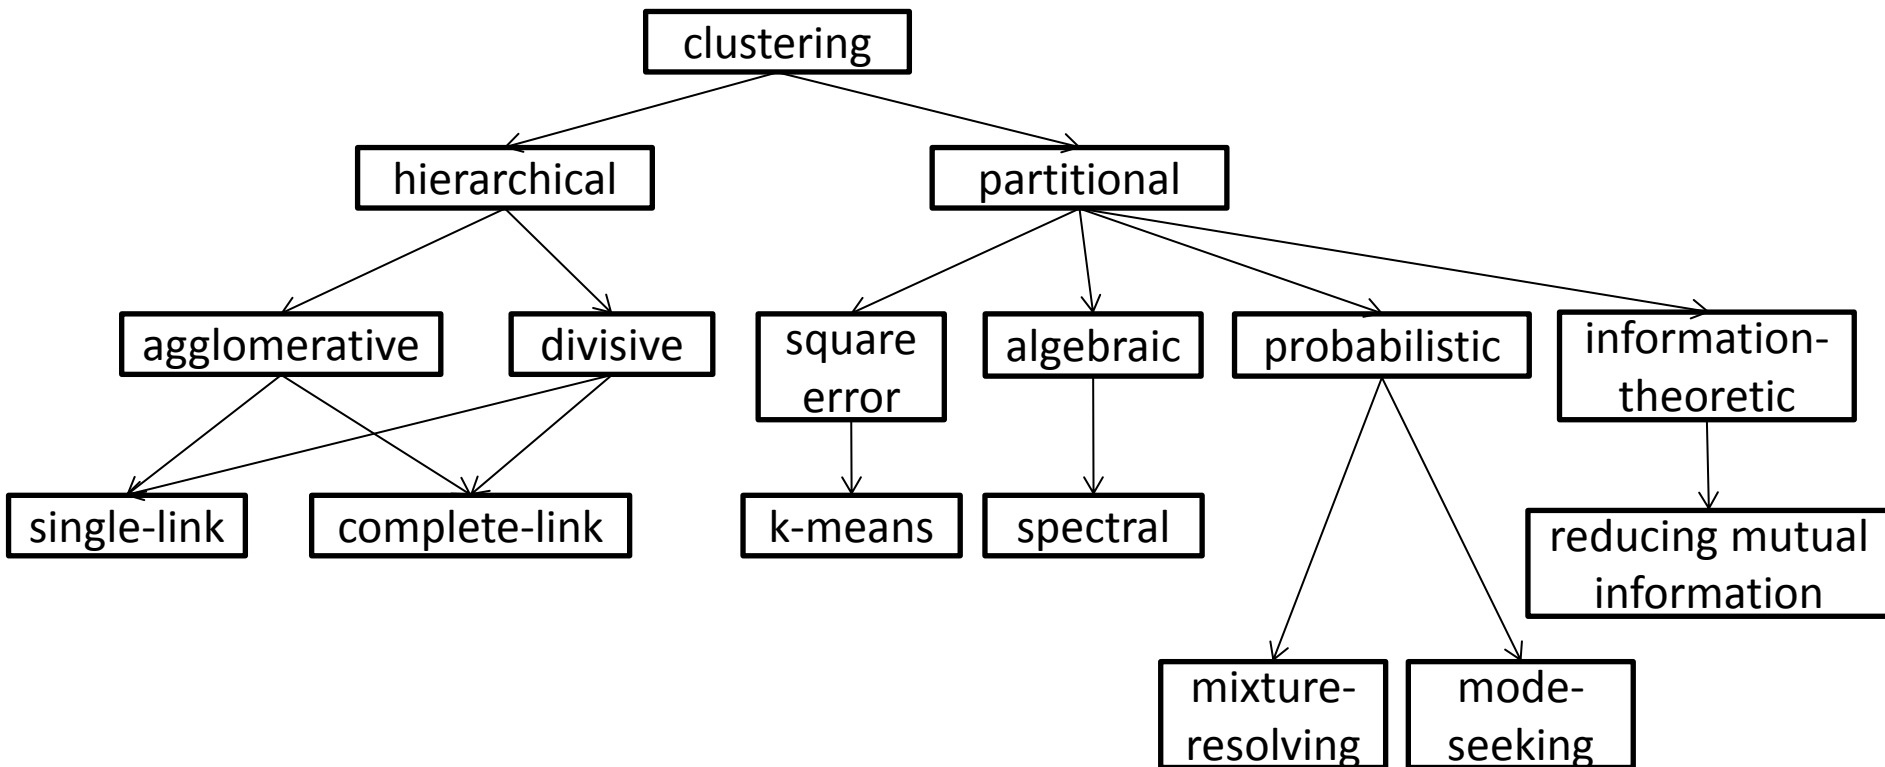 clustering
hierarchical
partitional
agglomerative
divisive
square
error
algebraic
probabilistic
information-
theoretic
single-link
complete-link
k-means
spectral
reducing mutual
information
mixture-
resolving
mode-
seeking